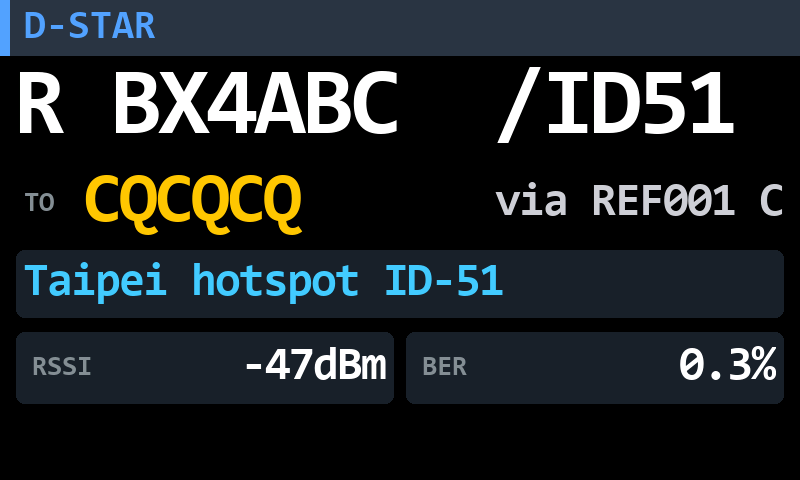 D-STAR
R BX4ABC  /ID51
TO CQCQCQ via REF001 C
Taipei hotspot ID-51
RSSI -47dBm BER 0.3%